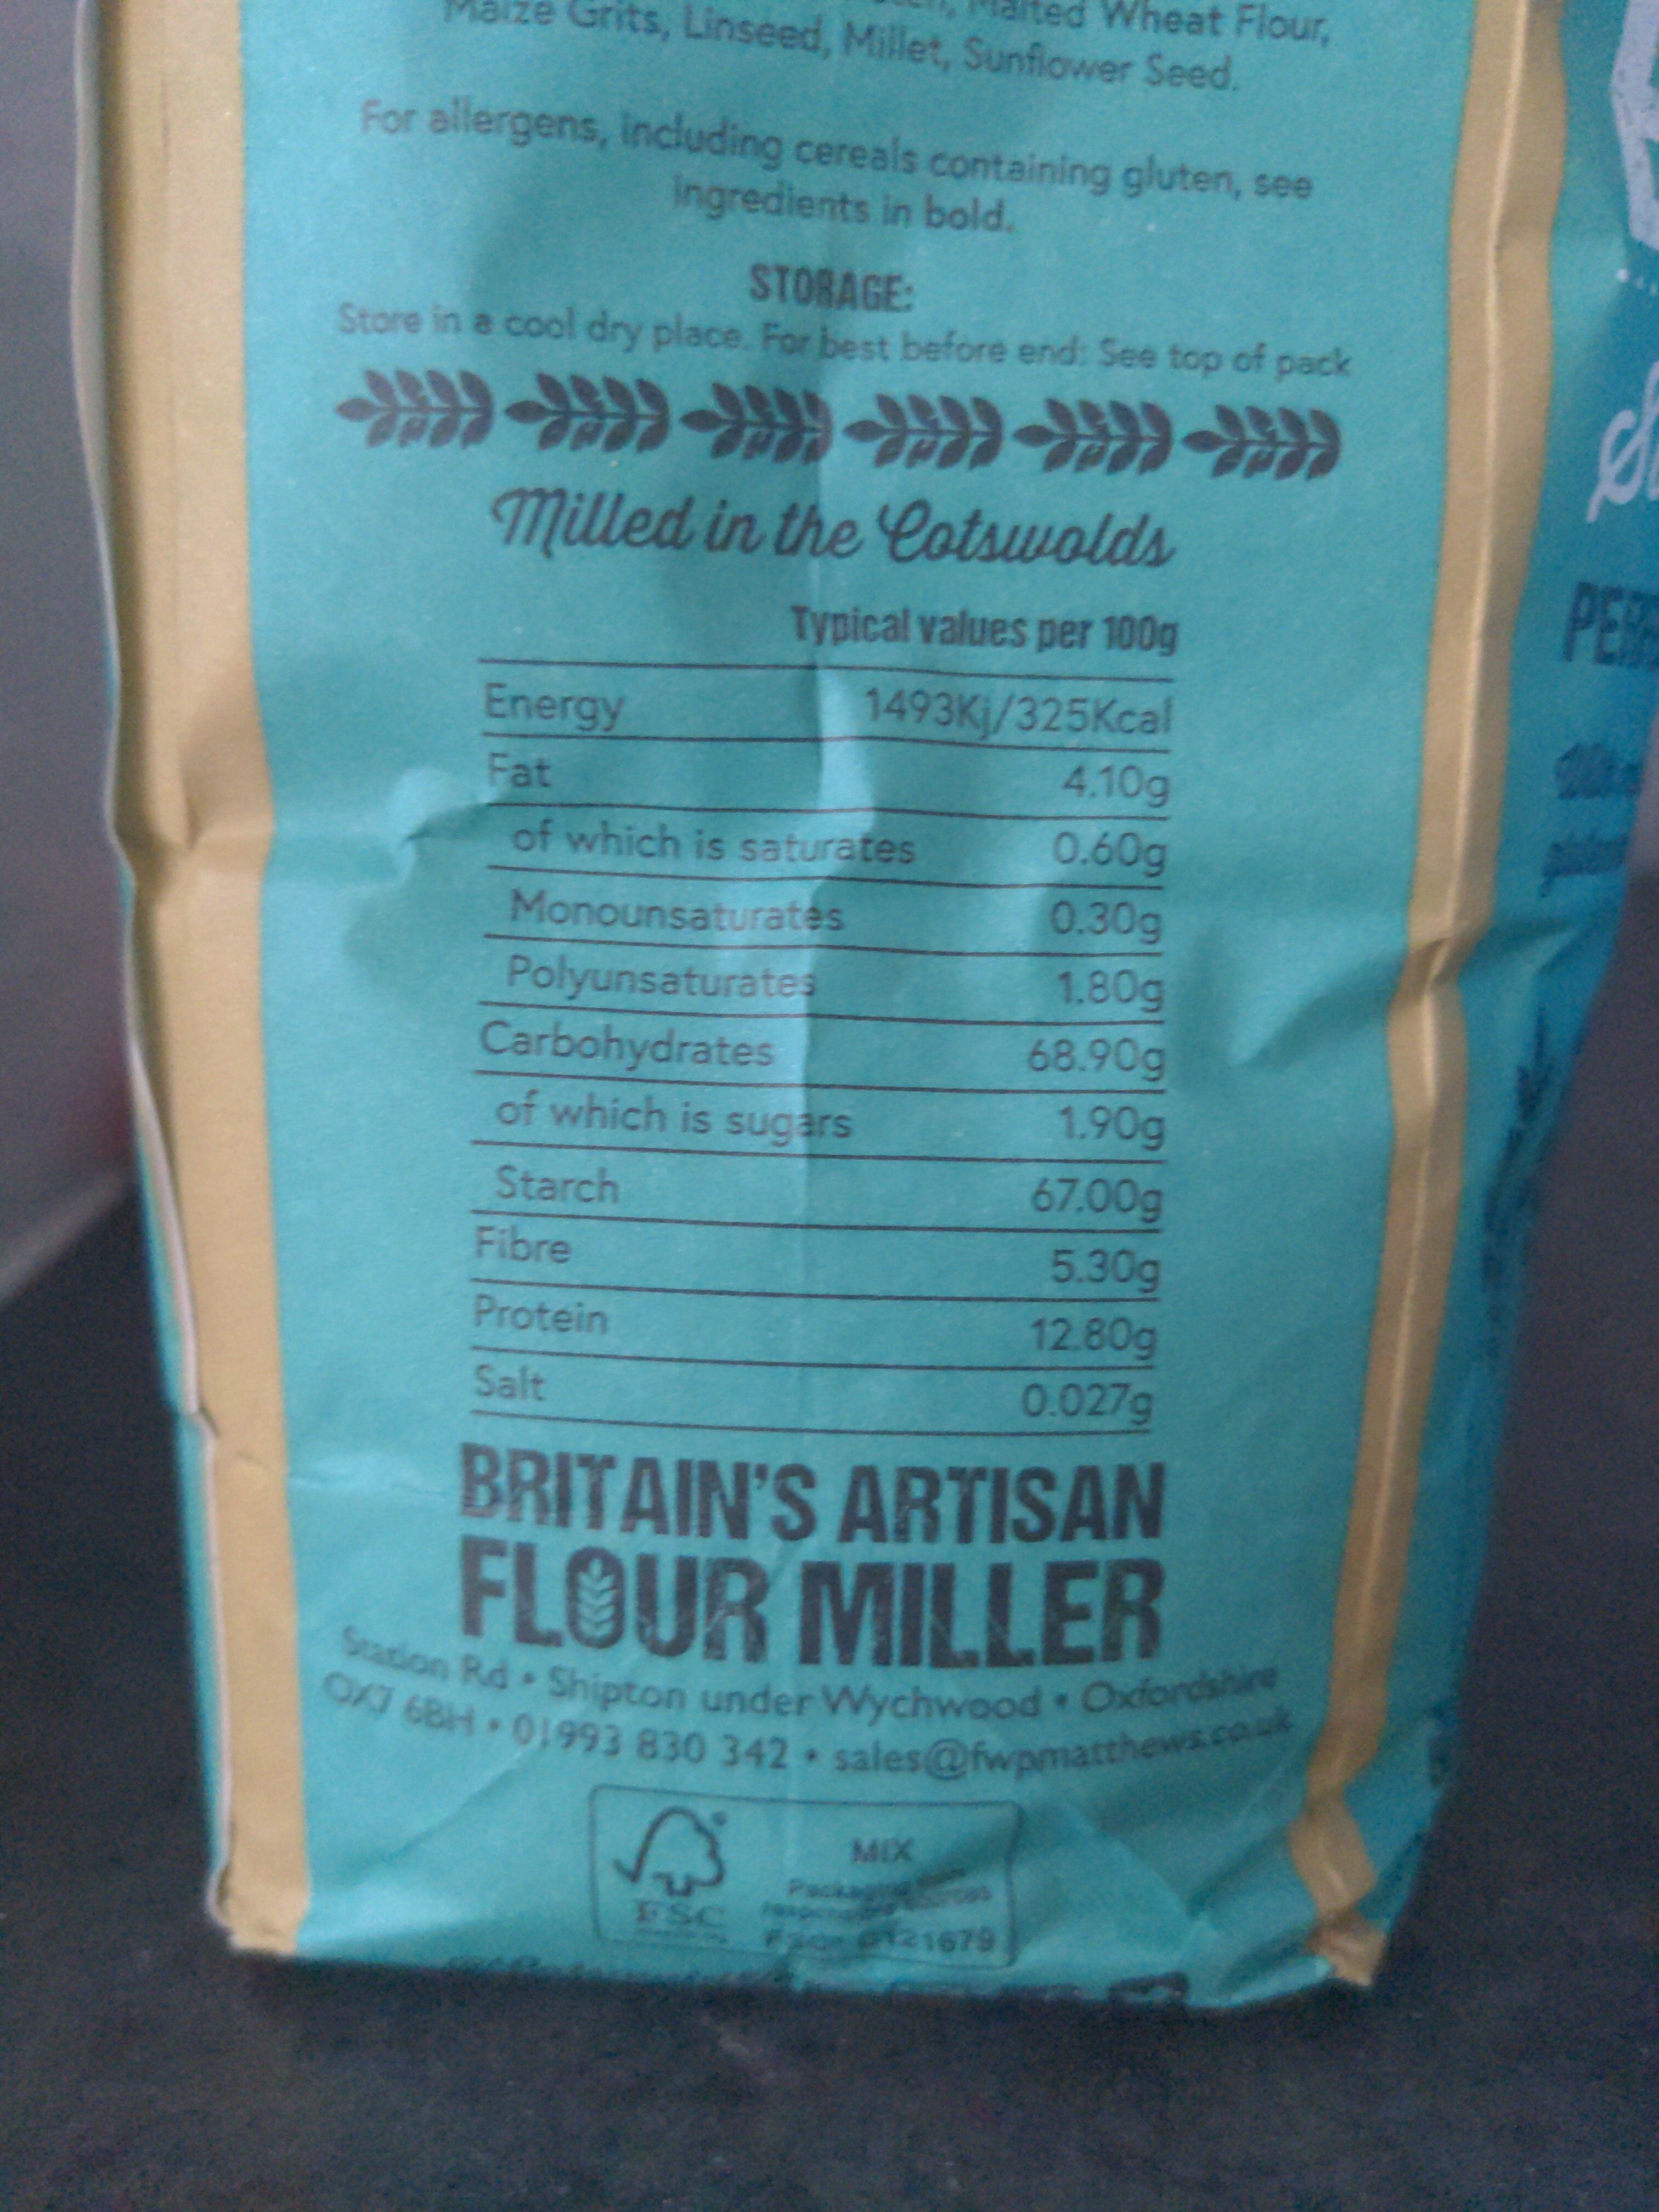 Malted Wheat Flour,
Maize Grits, Linseed, Millet, Sunflower Seed.
For allergens, including cereals containing gluten, see
ingredients in bold.
STORAGE:
Store in a cool dry place. For best before end: See top of pack
Milled in the Cotswolds
Typical values per 100g
Energy 1493Kj/325Kcal
Fat 4.10g
of which is saturates 0.60g
Monounsaturates 0.30g
Polyunsaturates 1.80g
Carbohydrates 68.90g
of which is sugars 1.90g
Starch 67.00g
Fibre 5.30g
Protein 12.80g
Salt 0.027g
BRITAIN'S ARTISAN
FLOUR MILLER
Station Rd • Shipton under Wychwood • Oxfordshire
OX7 6BH • 01993 830 342 • sales@fwpmatthews.co.uk
MIX
FSC